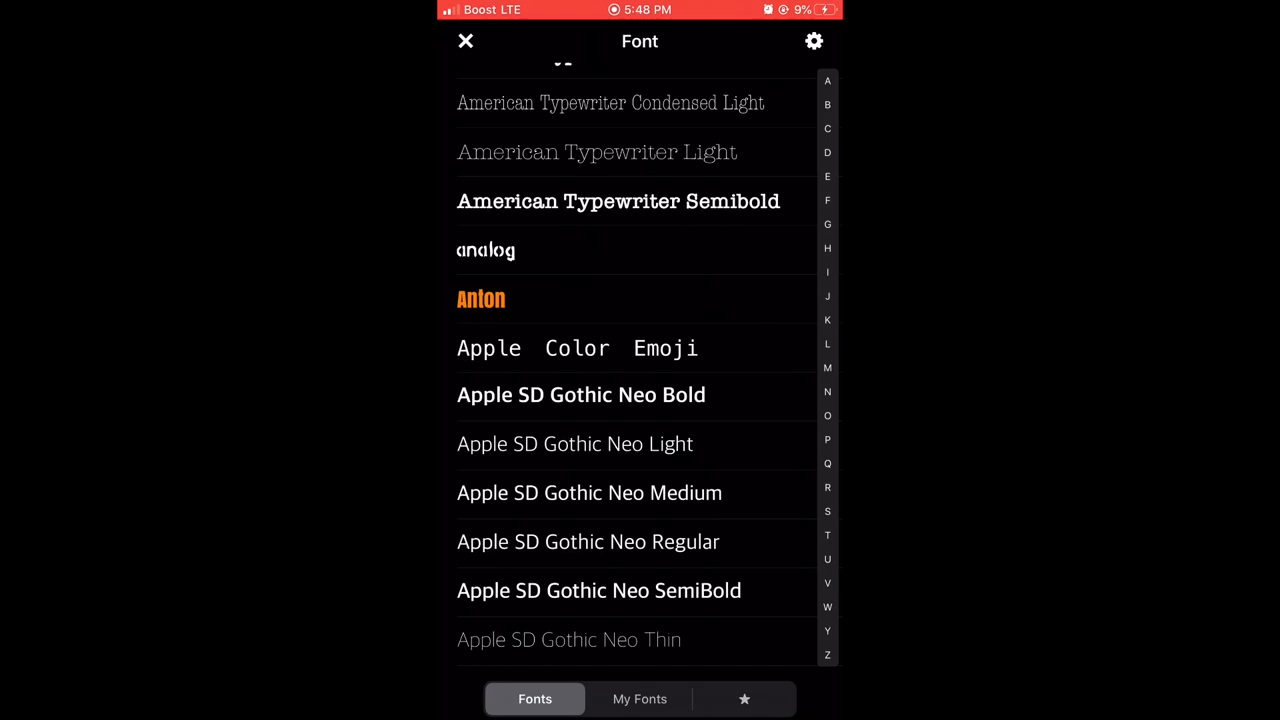 Boost LTE 5:48 PM 9%
Font
American Typewriter Condensed Light
American Typewriter Light
American Typewriter Semibold
analog
Anton
Apple Color Emoji
Apple SD Gothic Neo Bold
Apple SD Gothic Neo Light
Apple SD Gothic Neo Medium
Apple SD Gothic Neo Regular
Apple SD Gothic Neo SemiBold
Apple SD Gothic Neo Thin
A
B
C
D
E
F
G
H
I
J
K
L
M
N
O
P
Q
R
S
T
U
V
W
Y
Z
Fonts My Fonts